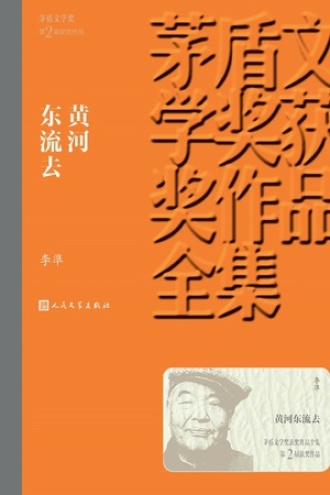 茅盾文学奖
第2届获奖作品
黄河
东流去
李準
人民文学出版社
茅盾文
学奖获
奖作品
全集
李準
黄河东流去
茅盾文学奖获奖作品全集
第2届获奖作品